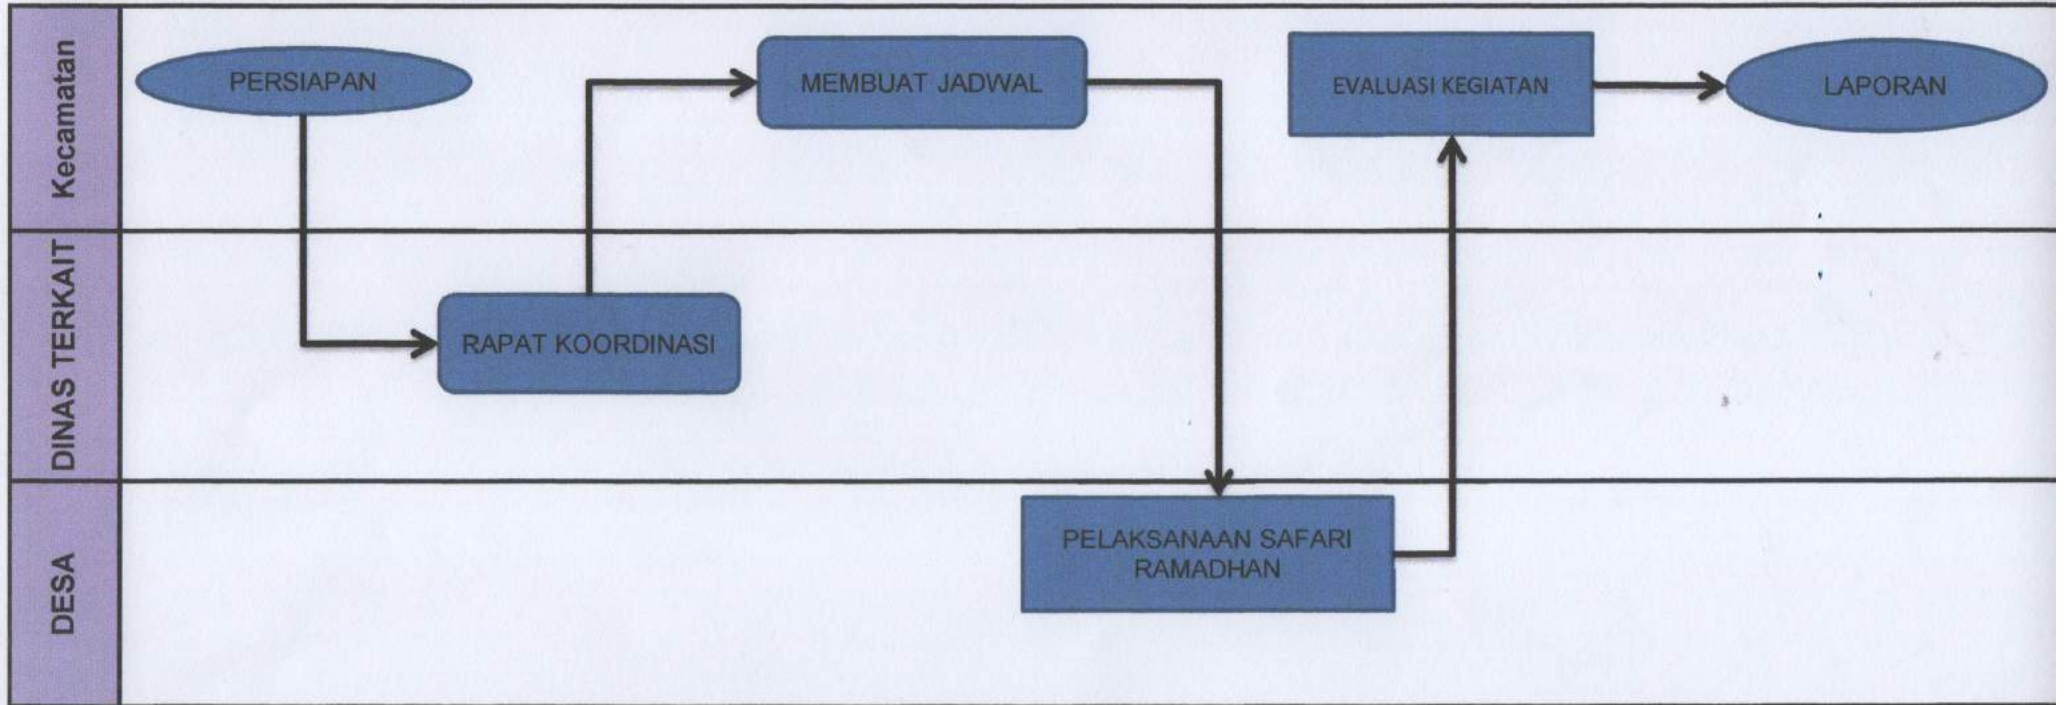 Kecamatan
PERSIAPAN
MEMBUAT JADWAL
EVALUASI KEGIATAN
LAPORAN
DINAS TERKAIT
RAPAT KOORDINASI
DESA
PELAKSANAAN SAFARI
RAMADHAN